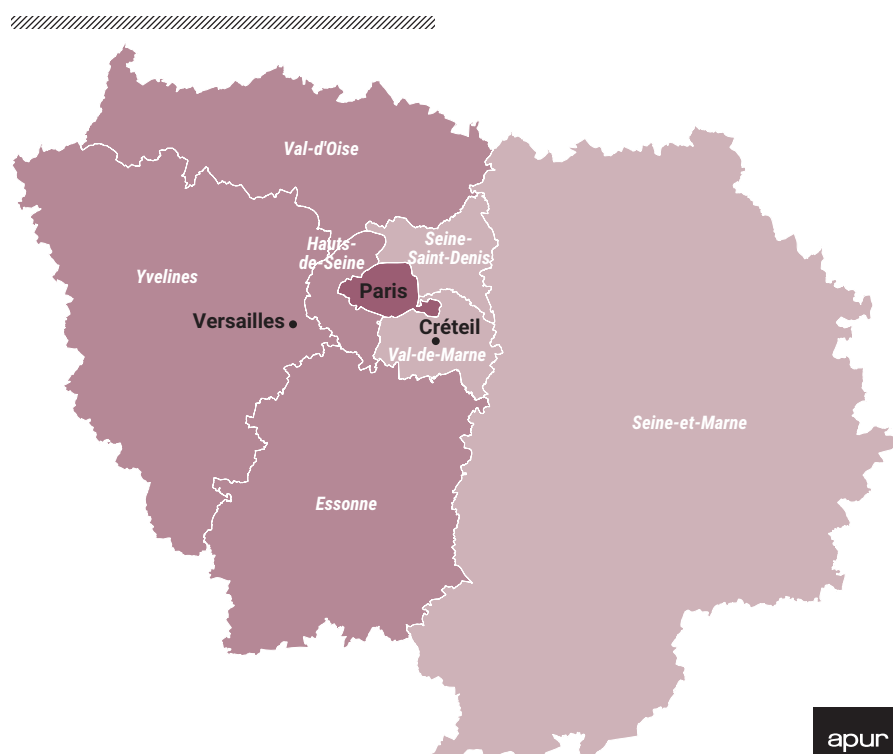 Val-d'Oise
Hauts-
de-Seine
Seine-
Saint-Denis
Yvelines
Paris
Versailles
Créteil
Val-de-Marne
Seine-et-Marne
Essonne
apur